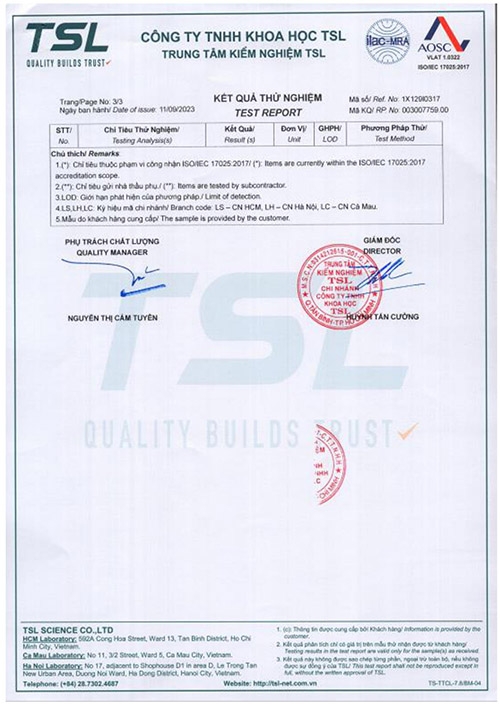 TSL
QUALITY BUILDS TRUST
CÔNG TY TNHH KHOA HỌC TSL
TRUNG TÂM KIỂM NGHIỆM TSL
ilac-MRA
AOSC
VLAT 1.0322
ISO/IEC 17025:2017
Trang/Page No: 3/3
Ngày ban hành/ Date of issue: 11/09/2023
KẾT QUẢ THỬ NGHIỆM
TEST REPORT
Mã số/ Ref. No: 1X129I0317
Mã KQ/ RP No: 003007759.00
STT/ Chỉ Tiêu Thử Nghiệm/ Kết Quả/ Đơn Vị/ GHPH/ Phương Pháp Thử/
No. Testing Analysis(s) Result (s) Unit LOD Test Method
Chú thích/ Remarks:
1.(*): Chỉ tiêu thuộc phạm vi công nhận ISO/IEC 17025:2017/ (*): Items are currently within the ISO/IEC 17025:2017
accreditation scope.
2.(**): Chỉ tiêu gửi nhà thầu phụ./ (**): Items are tested by subcontractor.
3.LOD: Giới hạn phát hiện của phương pháp./ Limit of detection.
4.LS,LH,LC: Ký hiệu mã chi nhánh/ Branch code: LS – CN HCM, LH – CN Hà Nội, LC – CN Cà Mau.
5.Mẫu do khách hàng cung cấp/ The sample is provided by the customer.
PHỤ TRÁCH CHẤT LƯỢNG
QUALITY MANAGER
GIÁM ĐỐC
DIRECTOR
TRUNG TÂM
KIỂM NGHIỆM
TSL
CHI NHÁNH
CÔNG TY TNHH
KHOA HỌC
TSL
NGUYỄN THỊ CẨM TUYÊN
HUỲNH TẤN CƯỜNG
TSL
QUALITY BUILDS TRUST
TSL SCIENCE CO.,LTD
HCM Laboratory: 592A Cong Hoa Street, Ward 13, Tan Binh District, Ho Chi
Minh City, Vietnam.
Ca Mau Laboratory: No 11, 3/2 Street, Ward 5, Ca Mau City, Vietnam.
Ha Noi Laboratory: No 17, adjacent to Shophouse D1 in area D, Le Trong Tan
New Urban Area, Duong Noi Ward, Ha Dong District, Hanoi City, Vietnam.
Telephone: (+84) 28.7302.4687
Website: http://tsl-net.com.vn
1. (c): Thông tin được cung cấp bởi Khách hàng/ Information is provided by the
customer.
2. Kết quả phân tích chỉ có giá trị trên mẫu thử nhận được từ khách hàng/
Testing results in the test report are valid only for the sample(s) as received.
3. Kết quả này không được sao chép từng phần, ngoại trừ toàn bộ, nếu không
được sự đồng ý của TSL/ This test report shall not be reproduced except in
full, without the written approval of TSL.
TS-TTCL-7.8/BM-04